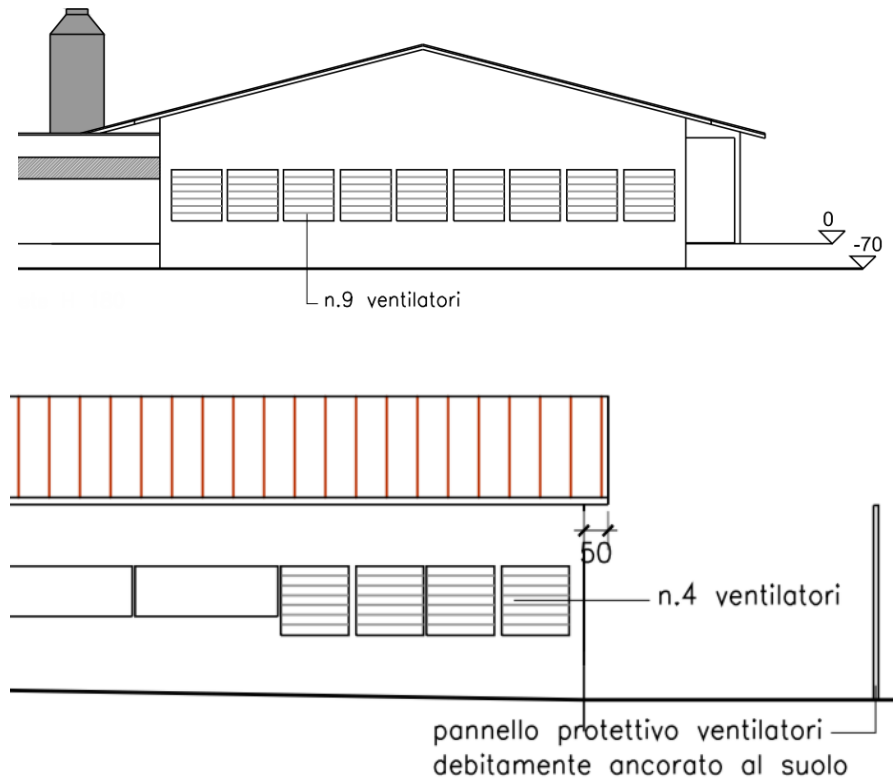 0
-70
n.9 ventilatori
50
n.4 ventilatori
pannello protettivo ventilatori
debitamente ancorato al suolo